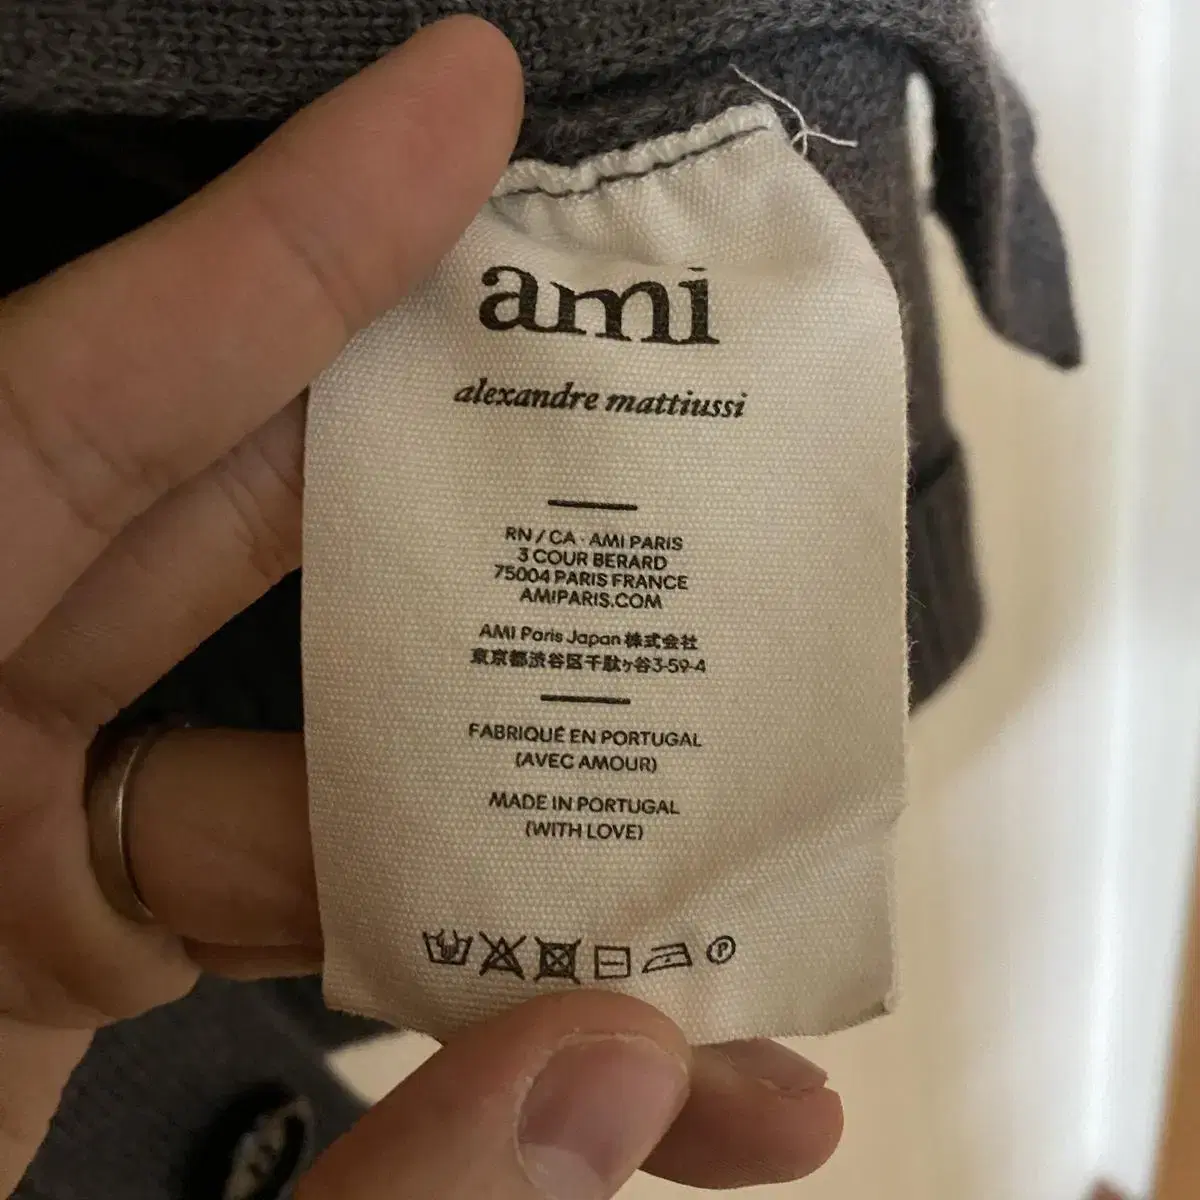 ami
alexandre mattiussi
RN / CA - AMI PARIS
3 COUR BERARD
75004 PARIS FRANCE
AMIPARIS.COM
AMI Paris Japan 株式会社
東京都渋谷区千駄ヶ谷3-59-4
FABRIQUÉ EN PORTUGAL
(AVEC AMOUR)
MADE IN PORTUGAL
(WITH LOVE)
P